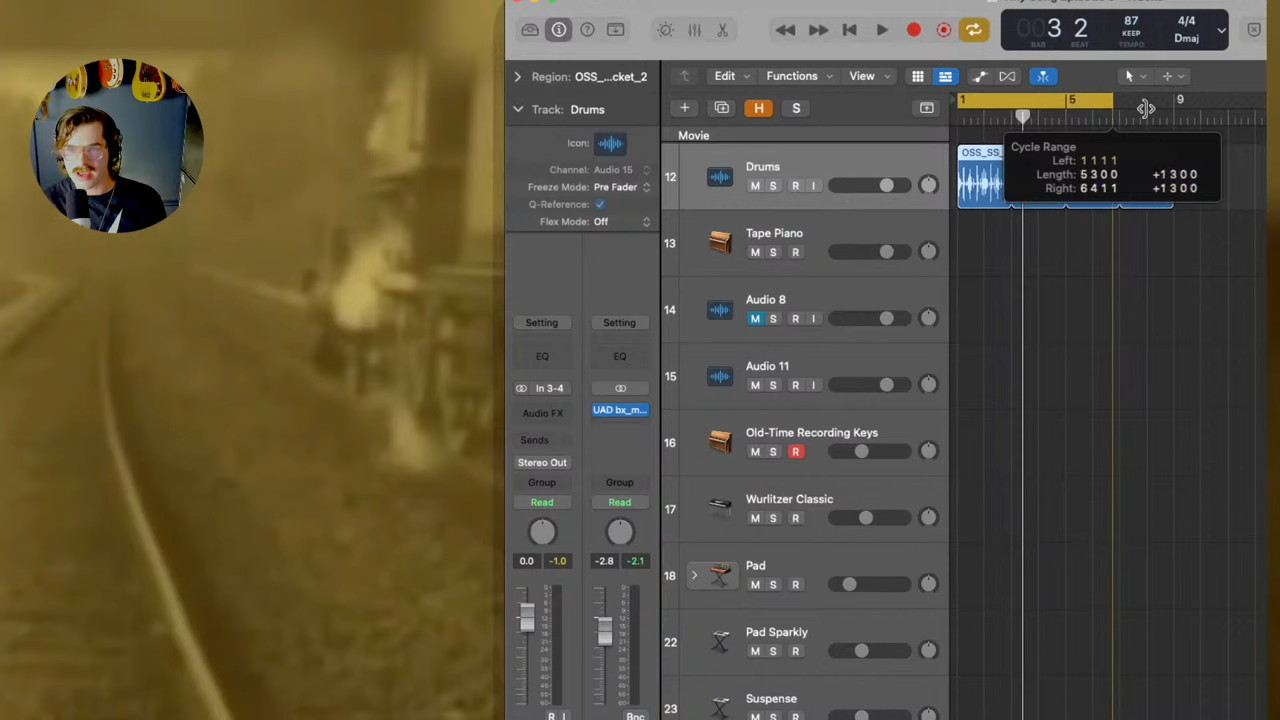 3 2
BAR
BEAT
87
KEEP
TEMPO
4/4
Dmaj
Region: OSS_...cket_2
Edit
Functions
View
Track: Drums
H
S
1
5
9
Icon:
Channel: Audio 15
Freeze Mode: Pre Fader
Q-Reference:
Flex Mode: Off
Movie
Cycle Range
Left: 1 1 1 1
Length: 5 3 0 0 +1 3 0 0
Right: 6 4 1 1 +1 3 0 0
OSS_SS_
12
Drums
M S R I
13
Tape Piano
M S R
14
Audio 8
M S R I
15
Audio 11
M S R I
16
Old-Time Recording Keys
M S R
17
Wurlitzer Classic
M S R
18
Pad
M S R
22
Pad Sparkly
M S R
23
Suspense
M S R
Setting
Setting
EQ
EQ
In 3-4
Audio FX
UAD bx_m...
Sends
Stereo Out
Group
Group
Read
Read
0.0
-1.0
-2.8
-2.1
R I
Bnc